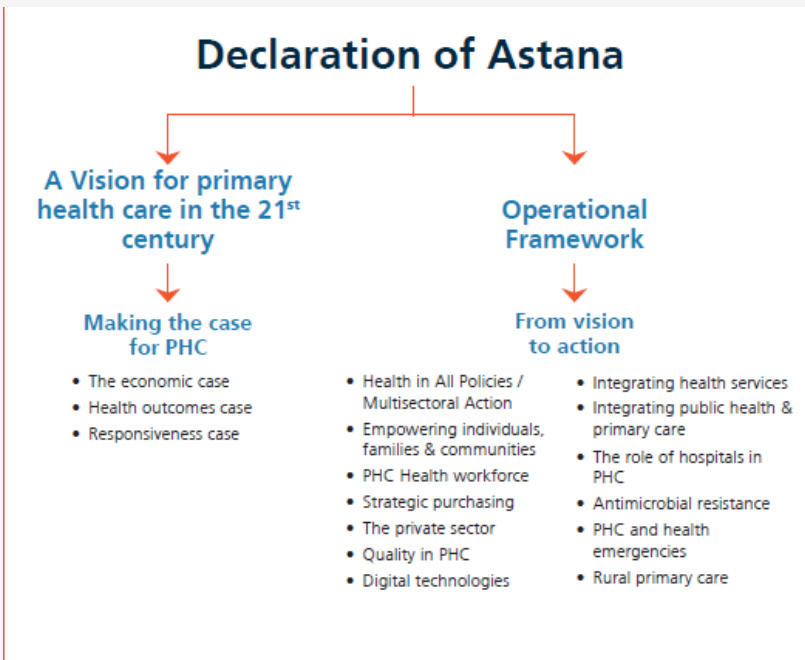 Declaration of Astana
A Vision for primary
health care in the 21st
century
Making the case
for PHC
• The economic case
• Health outcomes case
• Responsiveness case
Operational
Framework
From vision
to action
• Health in All Policies /
Multisectoral Action
• Empowering individuals,
families & communities
• PHC Health workforce
• Strategic purchasing
• The private sector
• Quality in PHC
• Digital technologies
• Integrating health services
• Integrating public health &
primary care
• The role of hospitals in
PHC
• Antimicrobial resistance
• PHC and health
emergencies
• Rural primary care